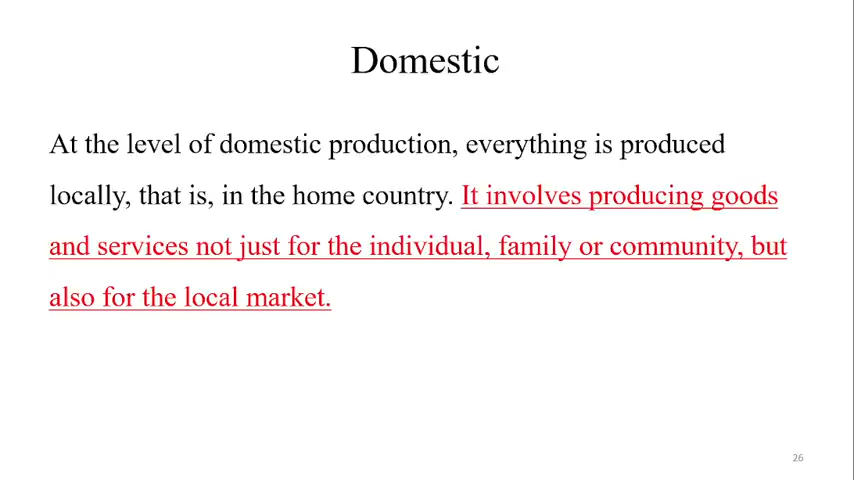 Domestic
At the level of domestic production, everything is produced
locally, that is, in the home country. It involves producing goods
and services not just for the individual, family or community, but
also for the local market.
26